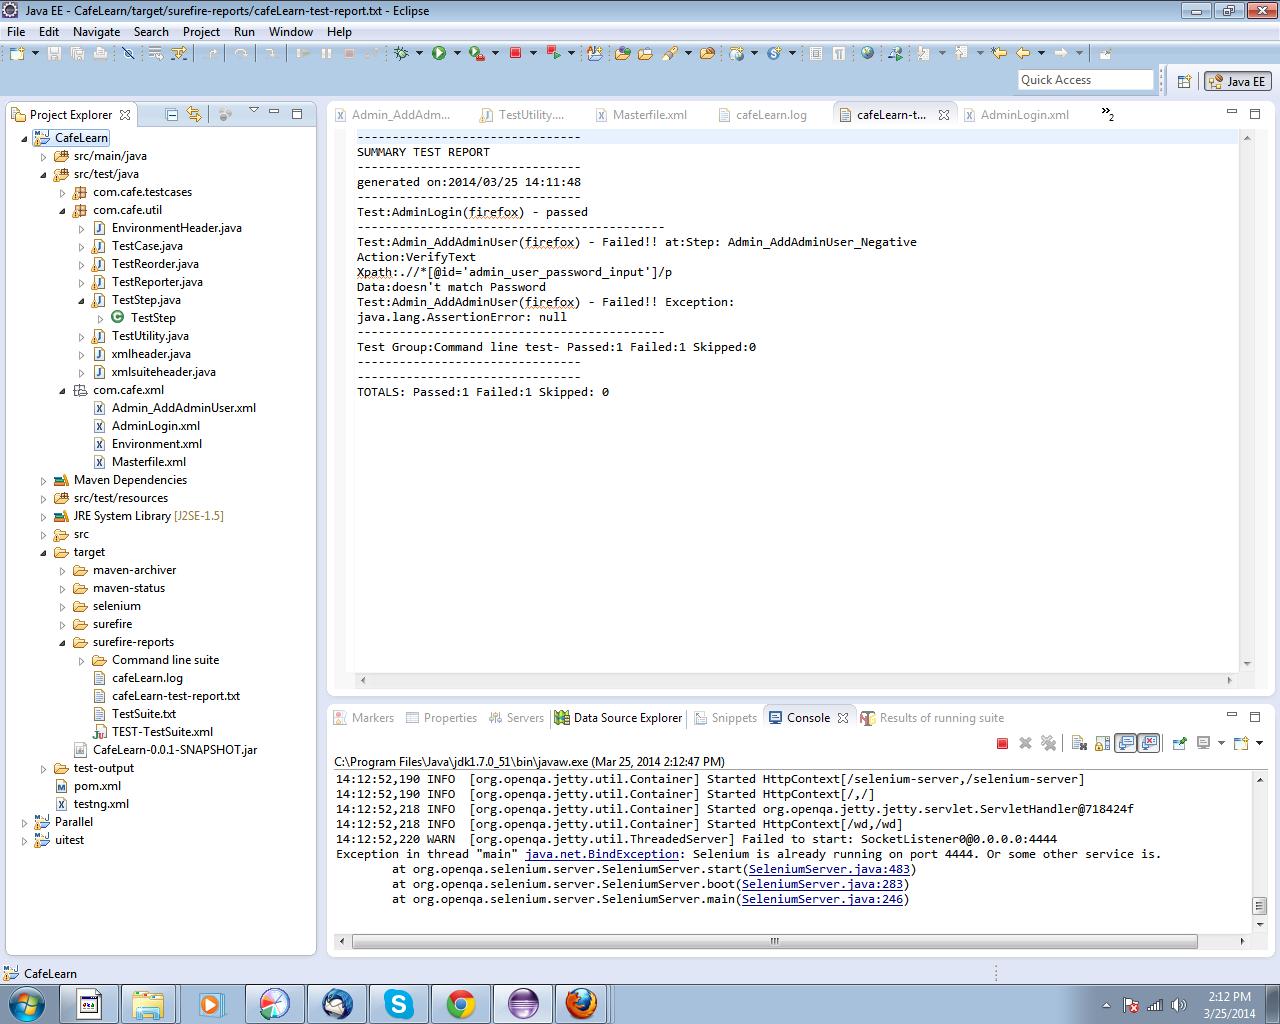 Java EE - CafeLearn/target/surefire-reports/cafeLearn-test-report.txt - Eclipse
File Edit Navigate Search Project Run Window Help
Quick Access
Java EE
Project Explorer
CafeLearn
src/main/java
src/test/java
com.cafe.testcases
com.cafe.util
EnvironmentHeader.java
TestCase.java
TestReorder.java
TestReporter.java
TestStep.java
TestStep
TestUtility.java
xmlheader.java
xmlsuiteheader.java
com.cafe.xml
Admin_AddAdminUser.xml
AdminLogin.xml
Environment.xml
Masterfile.xml
Maven Dependencies
src/test/resources
JRE System Library [J2SE-1.5]
src
target
maven-archiver
maven-status
selenium
surefire
surefire-reports
Command line suite
cafeLearn.log
cafeLearn-test-report.txt
TestSuite.txt
TEST-TestSuite.xml
CafeLearn-0.0.1-SNAPSHOT.jar
test-output
pom.xml
testng.xml
Parallel
uitest
Admin_AddAdm... TestUtility.... Masterfile.xml cafeLearn.log cafeLearn-t... AdminLogin.xml »2
--------------------------------
SUMMARY TEST REPORT
--------------------------------
generated on:2014/03/25 14:11:48
--------------------------------
Test:AdminLogin(firefox) - passed
--------------------------------------------
Test:Admin_AddAdminUser(firefox) - Failed!! at:Step: Admin_AddAdminUser_Negative
Action:VerifyText
Xpath:.//*[@id='admin_user_password_input']/p
Data:doesn't match Password
Test:Admin_AddAdminUser(firefox) - Failed!! Exception:
java.lang.AssertionError: null
--------------------------------------------
Test Group:Command line test- Passed:1 Failed:1 Skipped:0
--------------------------------
--------------------------------
TOTALS: Passed:1 Failed:1 Skipped: 0
Markers Properties Servers Data Source Explorer Snippets Console Results of running suite
C:\Program Files\Java\jdk1.7.0_51\bin\javaw.exe (Mar 25, 2014 2:12:47 PM)
14:12:52,190 INFO [org.openqa.jetty.util.Container] Started HttpContext[/selenium-server,/selenium-server]
14:12:52,190 INFO [org.openqa.jetty.util.Container] Started HttpContext[/,/]
14:12:52,218 INFO [org.openqa.jetty.util.Container] Started org.openqa.jetty.jetty.servlet.ServletHandler@718424f
14:12:52,218 INFO [org.openqa.jetty.util.Container] Started HttpContext[/wd,/wd]
14:12:52,220 WARN [org.openqa.jetty.util.ThreadedServer] Failed to start: SocketListener0@0.0.0.0:4444
Exception in thread "main" java.net.BindException: Selenium is already running on port 4444. Or some other service is.
at org.openqa.selenium.server.SeleniumServer.start(SeleniumServer.java:483)
at org.openqa.selenium.server.SeleniumServer.boot(SeleniumServer.java:283)
at org.openqa.selenium.server.SeleniumServer.main(SeleniumServer.java:246)
CafeLearn
2:12 PM
3/25/2014